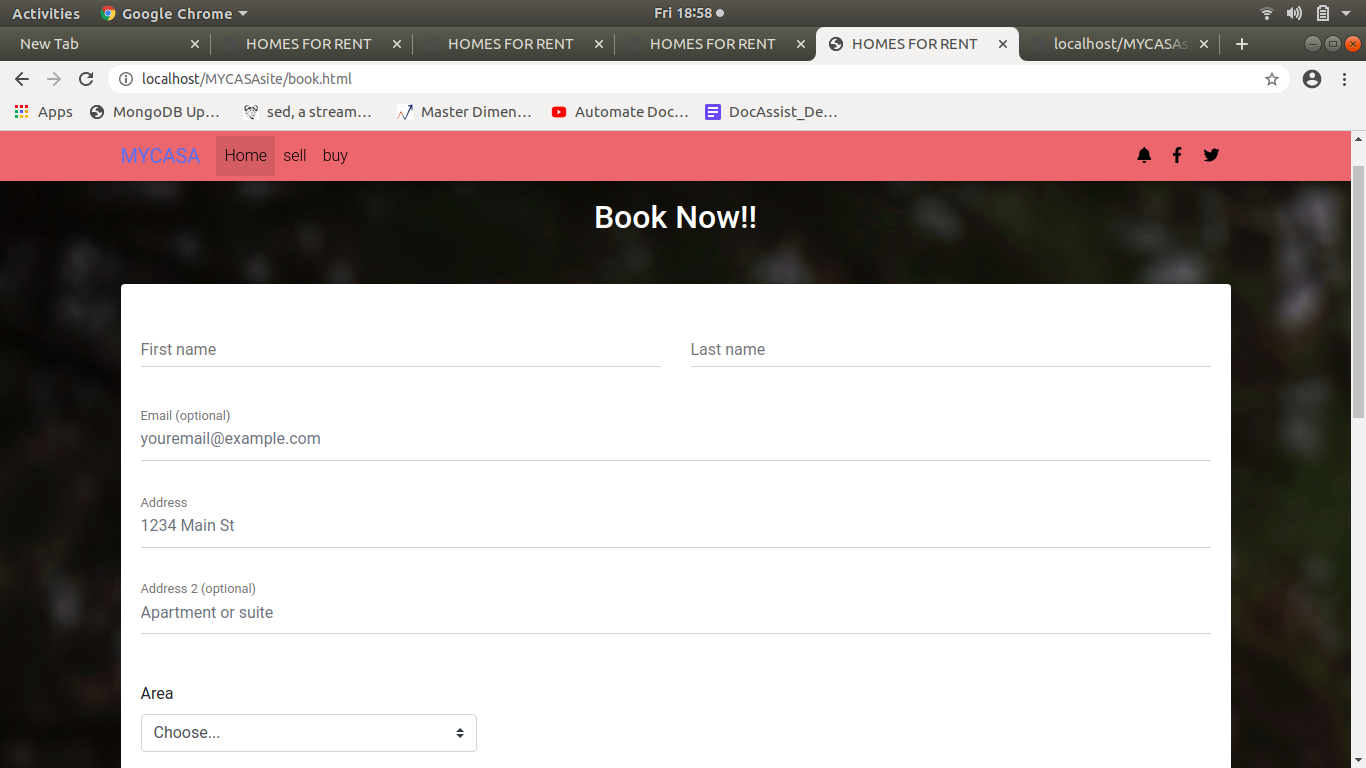 Activities Google Chrome Fri 18:58
New Tab HOMES FOR RENT HOMES FOR RENT HOMES FOR RENT HOMES FOR RENT localhost/MYCASAs
localhost/MYCASAsite/book.html
Apps MongoDB Up... sed, a stream... Master Dimen... Automate Doc... DocAssist_De...
MYCASA Home sell buy
Book Now!!
First name Last name
Email (optional)
youremail@example.com
Address
1234 Main St
Address 2 (optional)
Apartment or suite
Area
Choose...